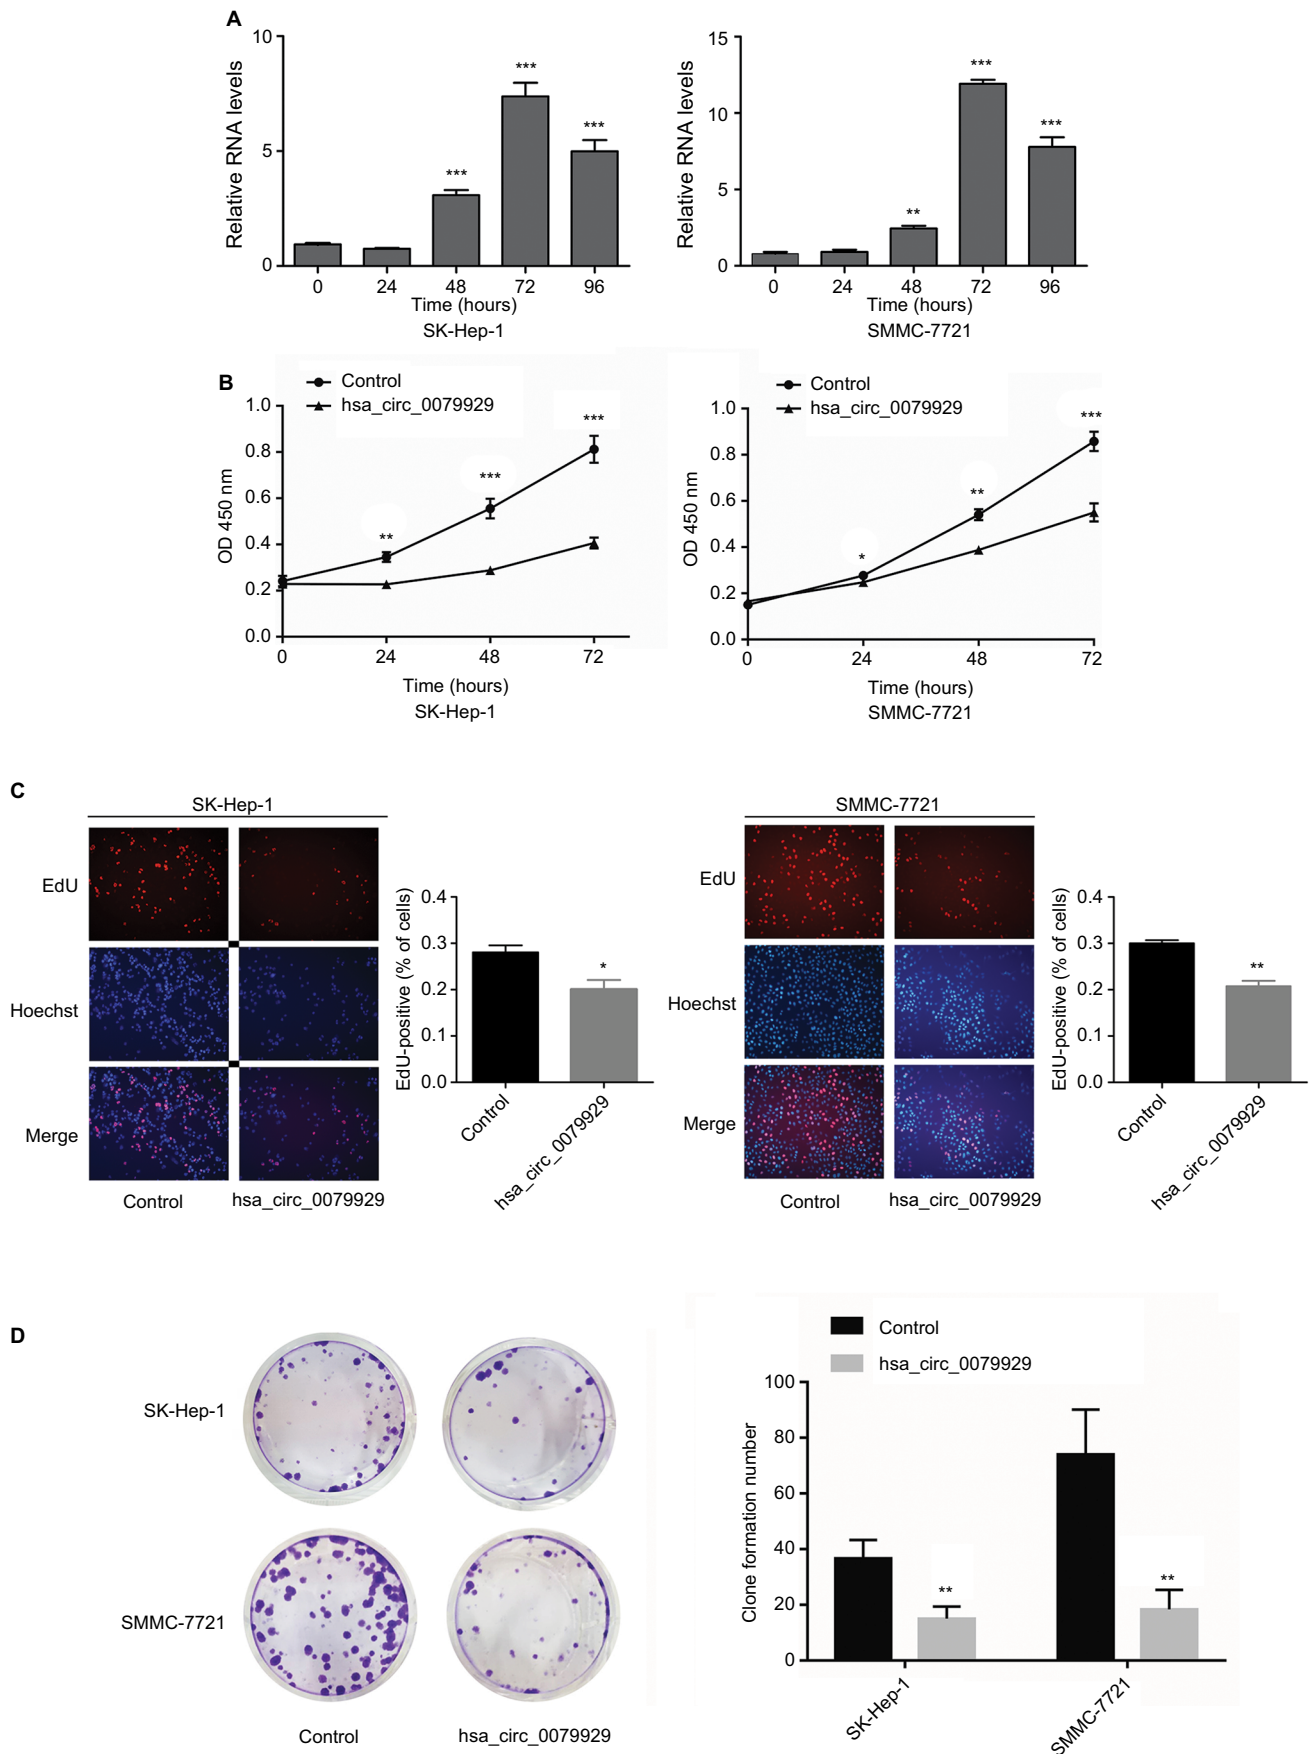 A
Relative RNA levels
10
5
0
***
***
***
0 24 48 72 96
Time (hours)
SK-Hep-1
Relative RNA levels
15
10
5
0
**
***
***
0 24 48 72 96
Time (hours)
SMMC-7721
B
Control
hsa_circ_0079929
OD 450 nm
1.0
0.8
0.6
0.4
0.2
0.0
**
***
***
0 24 48 72
Time (hours)
SK-Hep-1
Control
hsa_circ_0079929
OD 450 nm
1.0
0.8
0.6
0.4
0.2
0.0
*
**
***
0 24 48 72
Time (hours)
SMMC-7721
C
SK-Hep-1
EdU
Hoechst
Merge
Control hsa_circ_0079929
EdU-positive (% of cells)
0.4
0.3
0.2
0.1
0.0
*
Control
hsa_circ_0079929
SMMC-7721
EdU
Hoechst
Merge
Control hsa_circ_0079929
EdU-positive (% of cells)
0.4
0.3
0.2
0.1
0.0
**
Control
hsa_circ_0079929
D
SK-Hep-1
SMMC-7721
Control hsa_circ_0079929
Control
hsa_circ_0079929
Clone formation number
100
80
60
40
20
0
**
**
SK-Hep-1
SMMC-7721